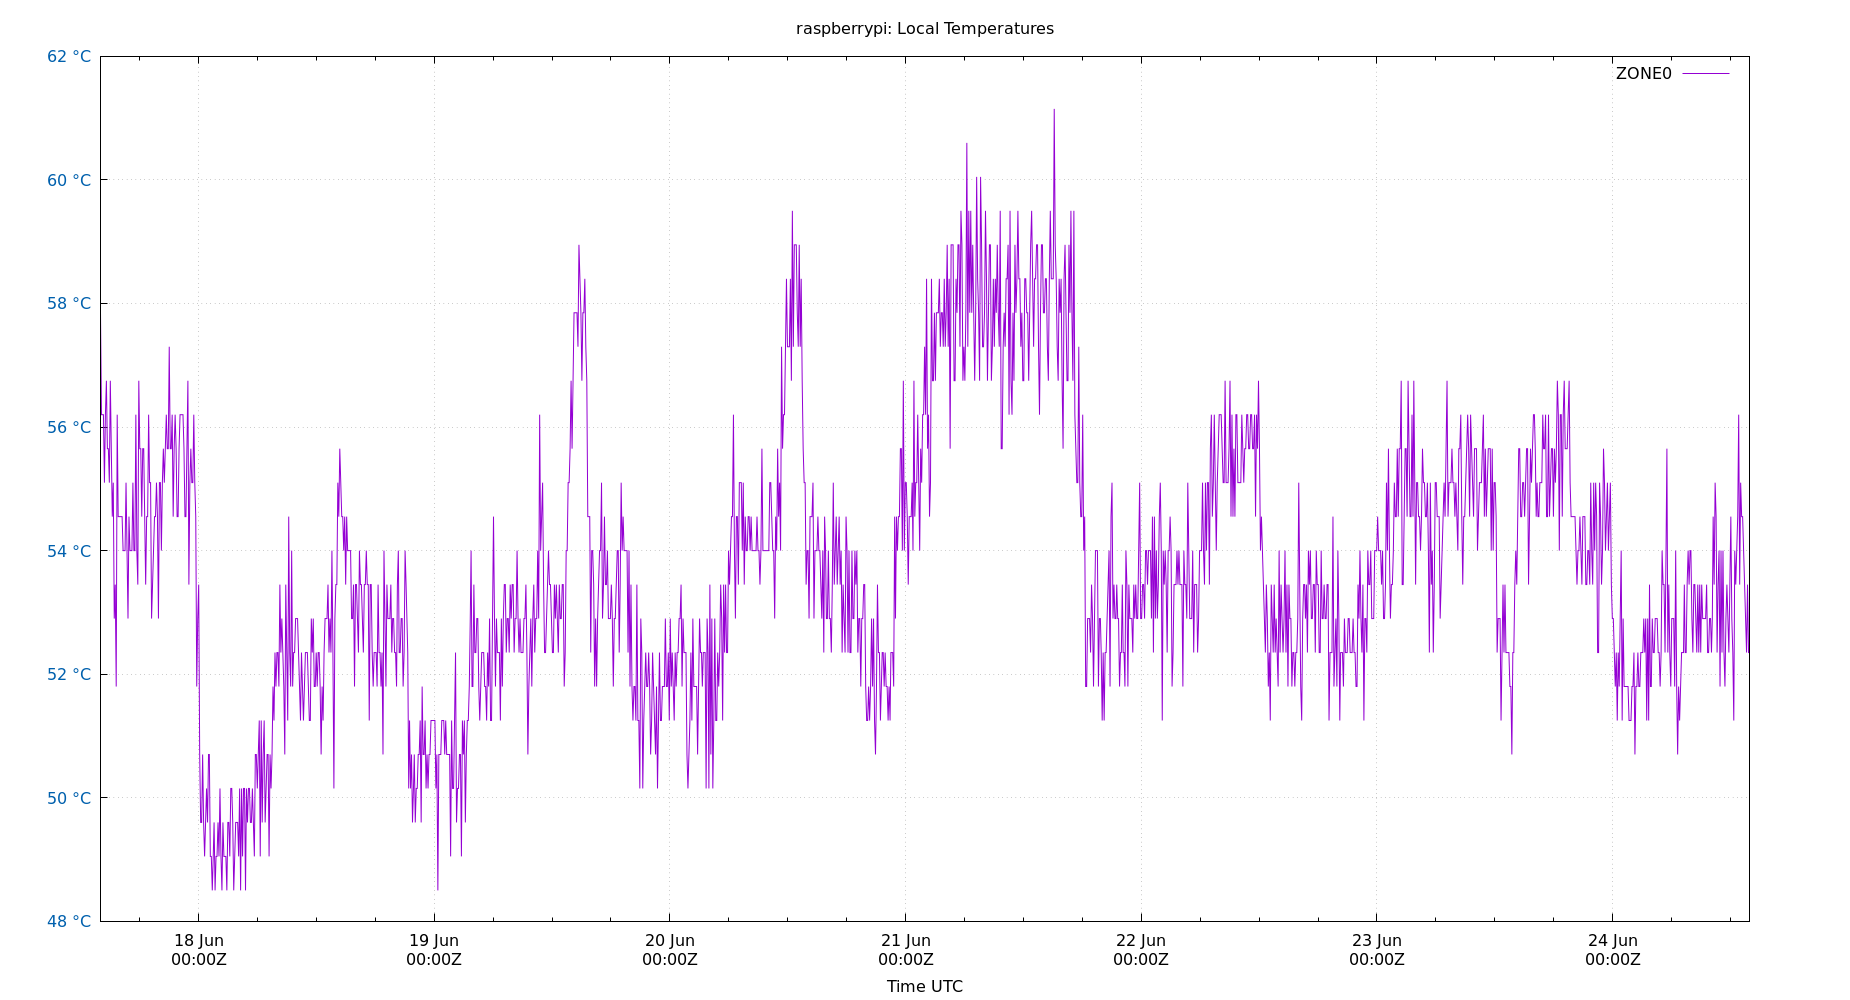 raspberrypi: Local Temperatures
62 °C
ZONE0
60 °C
58 °C
56 °C
54 °C
52 °C
50 °C
48 °C
18 Jun 19 Jun 20 Jun 21 Jun 22 Jun 23 Jun 24 Jun
00:00Z 00:00Z 00:00Z 00:00Z 00:00Z 00:00Z 00:00Z
Time UTC